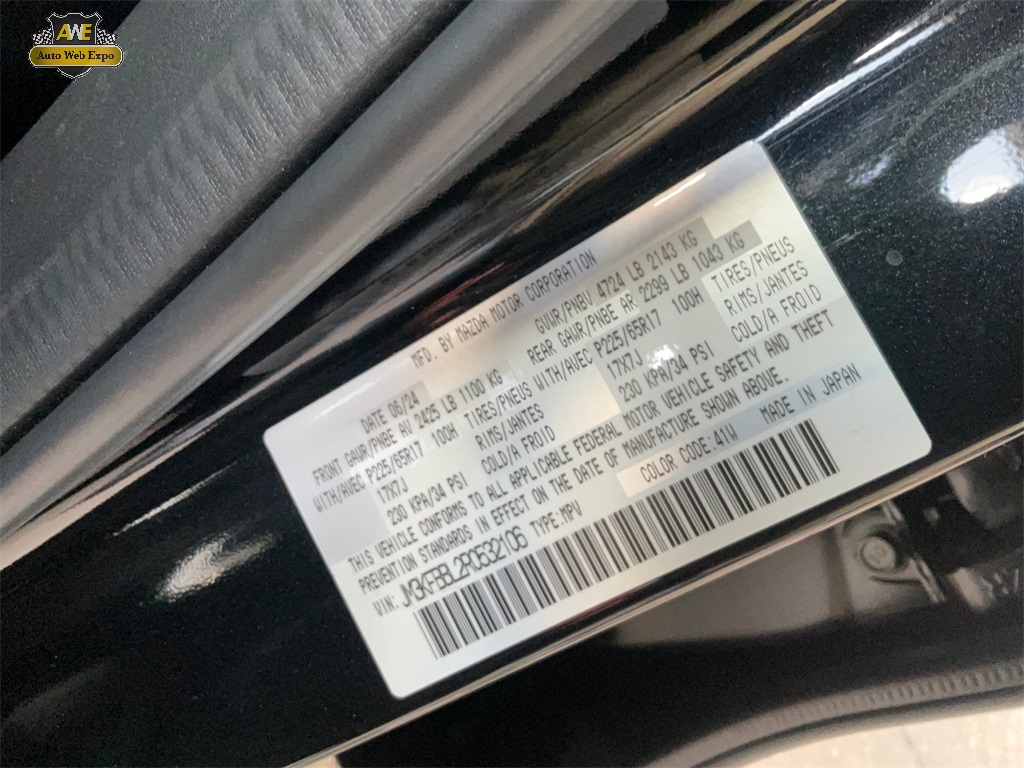 AWE
Auto Web Expo
MFD. BY MAZDA MOTOR CORPORATION
DATE 06/24 GVWR/PNBV 4724 LB 2143 KG
FRONT GAWR/PNBE AV 2425 LB 1100 KG REAR GAWR/PNBE AR 2299 LB 1043 KG
WITH/AVEC P225/65R17 100H TIRES/PNEUS WITH/AVEC P225/65R17 100H TIRES/PNEUS
17X7J RIMS/JANTES 17X7J RIMS/JANTES
230 KPA/34 PSI COLD/A FROID 230 KPA/34 PSI COLD/A FROID
THIS VEHICLE CONFORMS TO ALL APPLICABLE FEDERAL MOTOR VEHICLE SAFETY AND THEFT
PREVENTION STANDARDS IN EFFECT ON THE DATE OF MANUFACTURE SHOWN ABOVE.
VIN: JM3KFBBL2R0532106 TYPE:MPV COLOR CODE:41W MADE IN JAPAN